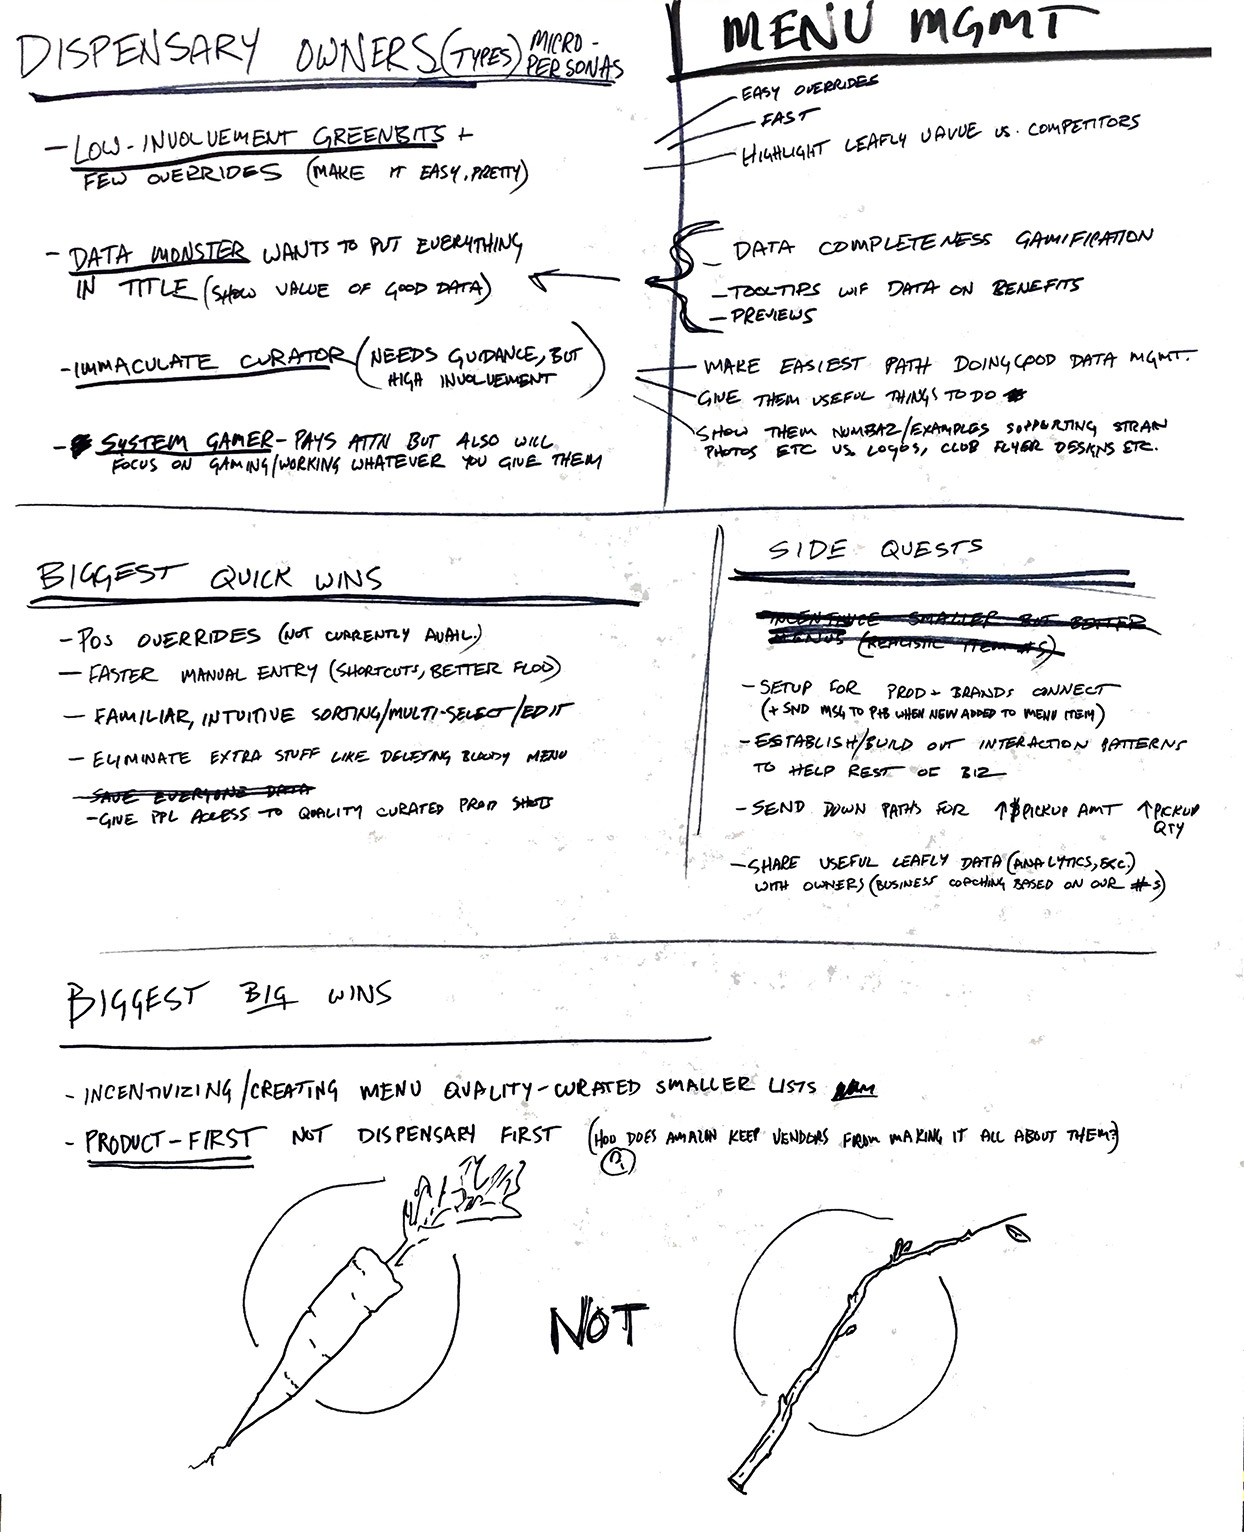 DISPENSARY OWNERS (TYPES) MICRO-
PERSONAS
- LOW-INVOLVEMENT GREENBITS +
FEW OVERRIDES (MAKE IT EASY, PRETTY)
- DATA MONSTER WANTS TO PUT EVERYTHING
IN TITLE (SHOW VALUE OF GOOD DATA)
- IMMACULATE CURATOR (NEEDS GUIDANCE, BUT
HIGH INVOLVEMENT)
- SYSTEM GAMER - PAYS ATTN BUT ALSO WILL
FOCUS ON GAMING/WORKING WHATEVER YOU GIVE THEM
MENU MGMT
EASY OVERRIDES
FAST
HIGHLIGHT LEAFLY VALUE VS. COMPETITORS
DATA COMPLETENESS GAMIFICATION
- TOOLTIPS W/ DATA ON BENEFITS
- PREVIEWS
- MAKE EASIEST PATH DOING GOOD DATA MGMT.
GIVE THEM USEFUL THINGS TO DO
SHOW THEM NUMBAZ/EXAMPLES SUPPORTING STRAIN
PHOTOS ETC VS. LOGOS, CLUB FLYER DESIGNS ETC.
BIGGEST QUICK WINS
- POS OVERRIDES (NOT CURRENTLY AVAIL.)
- FASTER MANUAL ENTRY (SHORTCUTS, BETTER FLOW)
- FAMILIAR, INTUITIVE SORTING/MULTI-SELECT/EDIT
- ELIMINATE EXTRA STUFF LIKE DELETING BLOODY MENU
- SAVE EVERYONE DATA
- GIVE PPL ACCESS TO QUALITY CURATED PROD SHOTS
SIDE QUESTS
INCENTIVIZE SMALLER BUT BETTER
MENUS (REALISTIC ITEM #S)
- SETUP FOR PROD + BRANDS CONNECT
(+ SND MSG TO P+B WHEN NEW ADDED TO MENU ITEM)
- ESTABLISH/BUILD OUT INTERACTION PATTERNS
TO HELP REST OF BIZ
- SEND DOWN PATHS FOR ↑$ PICKUP AMT ↑ PICKUP
QTY
- SHARE USEFUL LEAFLY DATA (ANALYTICS, ETC.)
WITH OWNERS (BUSINESS COACHING BASED ON OUR #S)
BIGGEST BIG WINS
- INCENTIVIZING/CREATING MENU QUALITY - CURATED SMALLER LISTS
- PRODUCT-FIRST NOT DISPENSARY FIRST (HOW DOES AMAZON KEEP VENDORS FROM MAKING IT ALL ABOUT THEM?)
NOT